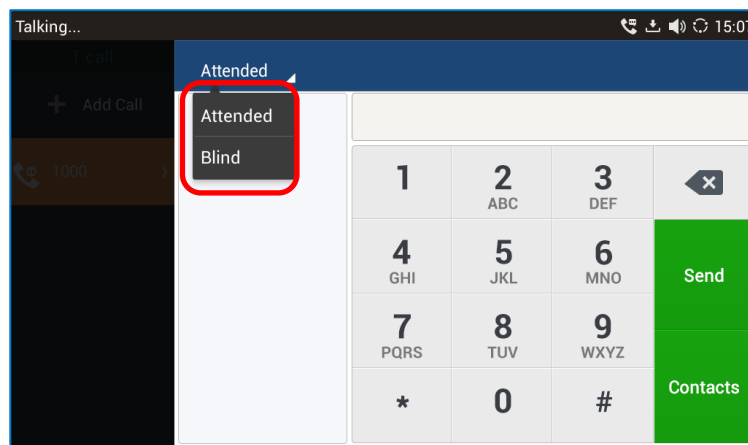 Talking...
15:07
1 call
Attended
Add Call
Attended
Blind
1000
1
2
3
ABC
DEF
4
5
6
GHI
JKL
MNO
Send
7
8
9
PQRS
TUV
WXYZ
*
0
#
Contacts